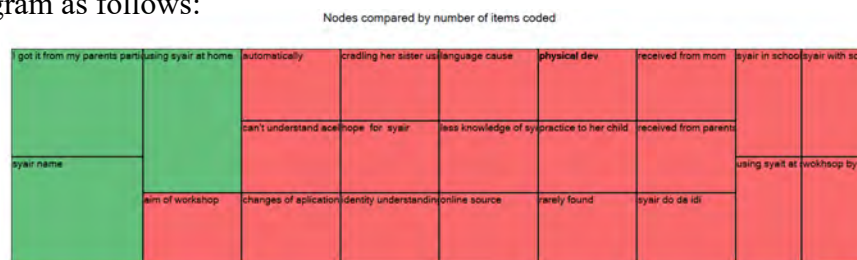 gram as follows:
Nodes compared by number of items coded
I got it from my parents parti
using syair at home
automatically
cradling her sister usi
language cause
physical dev
received from mom
syair in schoo
syair with sc
can't understand acel
hope for syair
less knowledge of sy
practice to her child
received from parents
syair name
using syait at
wokhsop by
aim of workshop
changes of aplication
identity understandin
online source
rarely found
syair do da idi